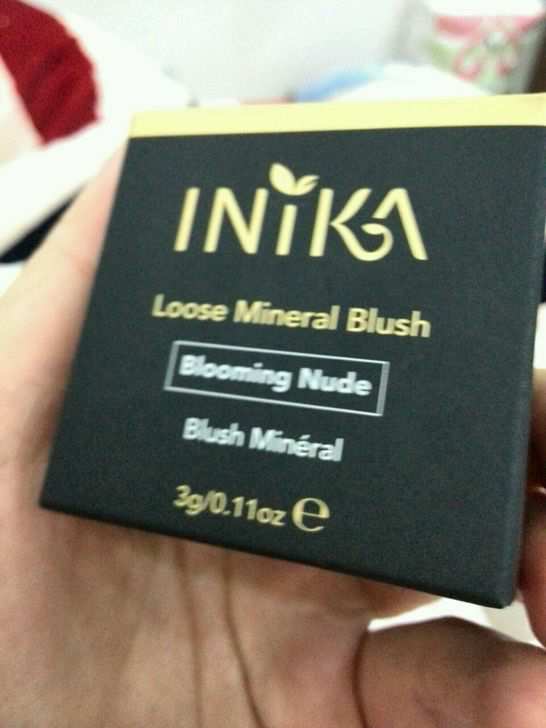 INiKA
Loose Mineral Blush
Blooming Nude
Blush Minéral
3g/0.11oz ℮